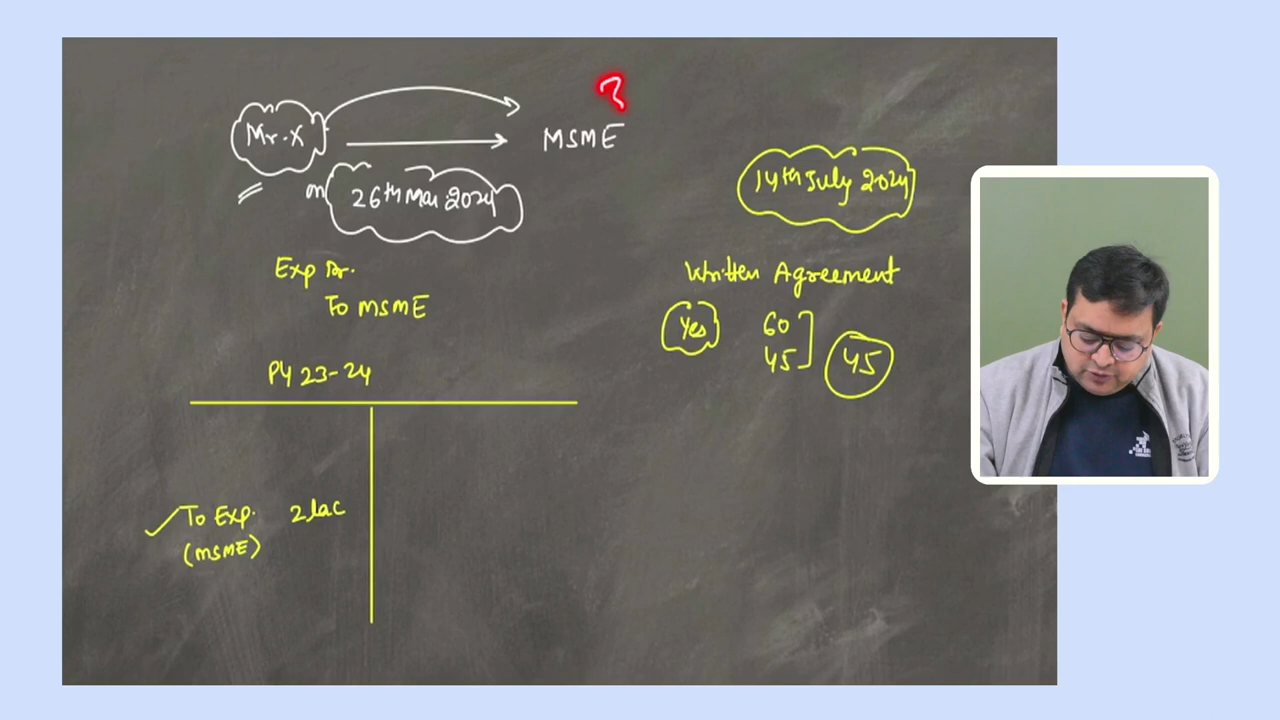 ?
Mr. X
MSME
on 26th Mar 2024
14th July 2024
Exp Dr.
To MSME
Written Agreement
Yes
60
45
45
PY 23-24
To Exp. 2 lac
(MSME)